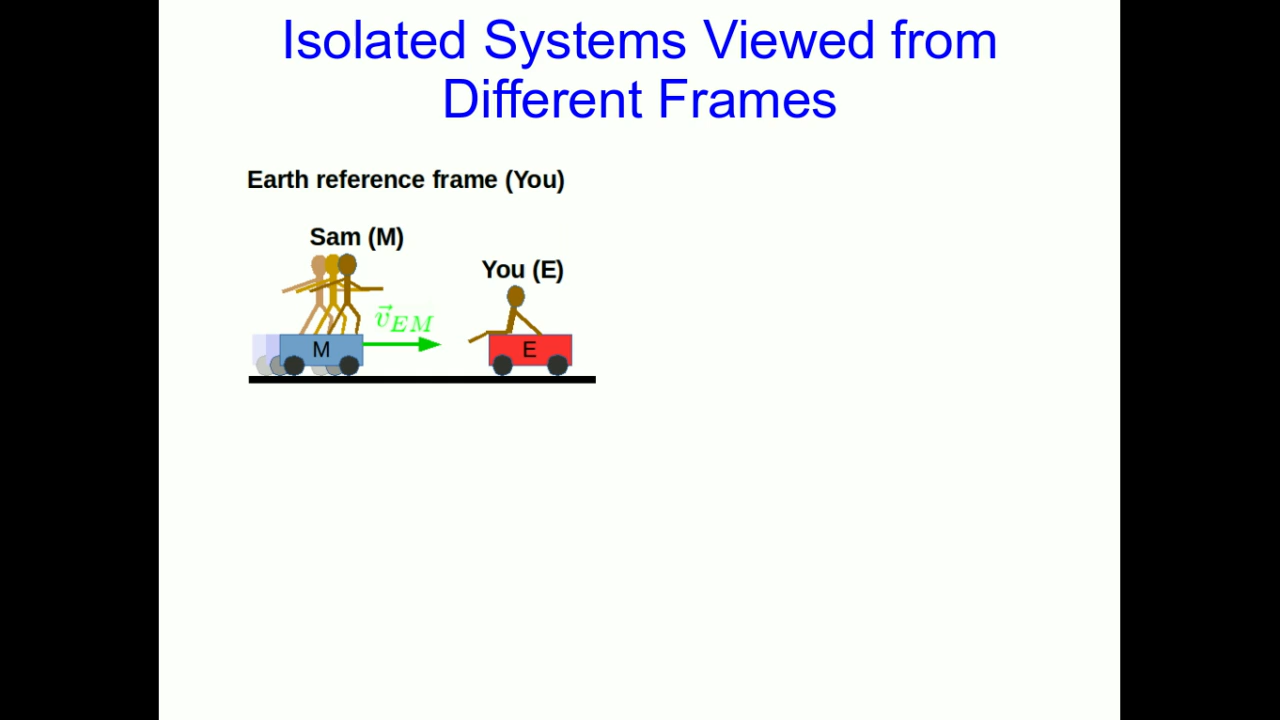 Isolated Systems Viewed from
Different Frames
Earth reference frame (You)
Sam (M)
You (E)
v⃗EM
M
E